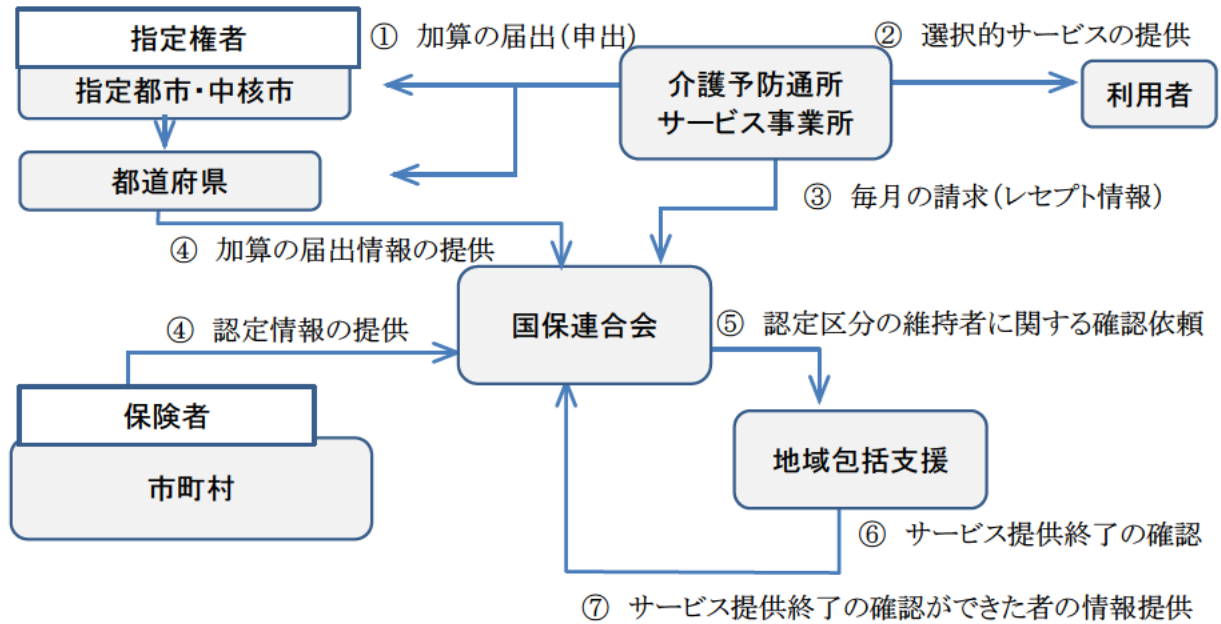 指定権者
① 加算の届出(申出)
② 選択的サービスの提供
指定都市・中核市
介護予防通所
サービス事業所
利用者
都道府県
③ 毎月の請求(レセプト情報)
④ 加算の届出情報の提供
国保連合会
④ 認定情報の提供
⑤ 認定区分の維持者に関する確認依頼
保険者
市町村
地域包括支援
⑥ サービス提供終了の確認
⑦ サービス提供終了の確認ができた者の情報提供